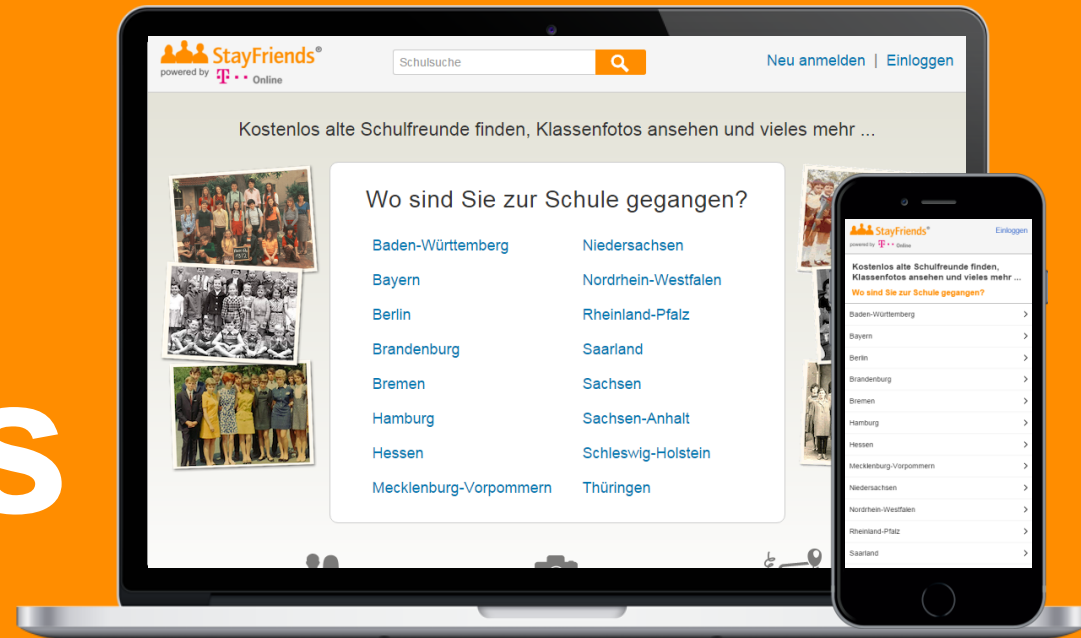 StayFriends®
powered by T·· Online
Schulsuche
Neu anmelden | Einloggen
Kostenlos alte Schulfreunde finden, Klassenfotos ansehen und vieles mehr ...
Wo sind Sie zur Schule gegangen?
Baden-Württemberg
Bayern
Berlin
Brandenburg
Bremen
Hamburg
Hessen
Mecklenburg-Vorpommern
Niedersachsen
Nordrhein-Westfalen
Rheinland-Pfalz
Saarland
Sachsen
Sachsen-Anhalt
Schleswig-Holstein
Thüringen
s
StayFriends®
Einloggen
powered by T·· Online
Kostenlos alte Schulfreunde finden,
Klassenfotos ansehen und vieles mehr ...
Wo sind Sie zur Schule gegangen?
Baden-Württemberg
Bayern
Berlin
Brandenburg
Bremen
Hamburg
Hessen
Mecklenburg-Vorpommern
Niedersachsen
Nordrhein-Westfalen
Rheinland-Pfalz
Saarland